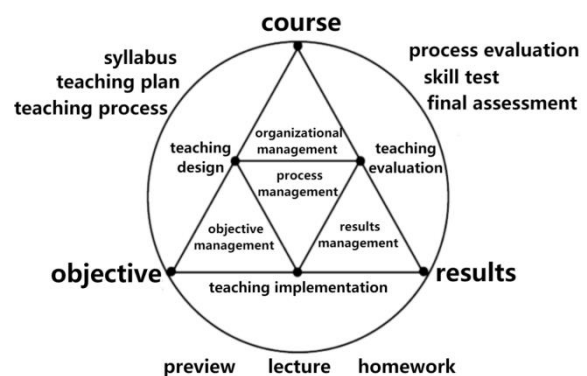 course
syllabus
teaching plan
teaching process
process evaluation
skill test
final assessment
organizational
management
teaching
design
teaching
evaluation
process
management
objective
management
results
management
objective
results
teaching implementation
preview lecture homework